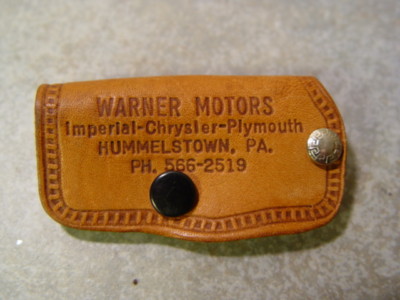 WARNER MOTORS
Imperial-Chrysler-Plymouth
HUMMELSTOWN, PA.
PH. 566-2519